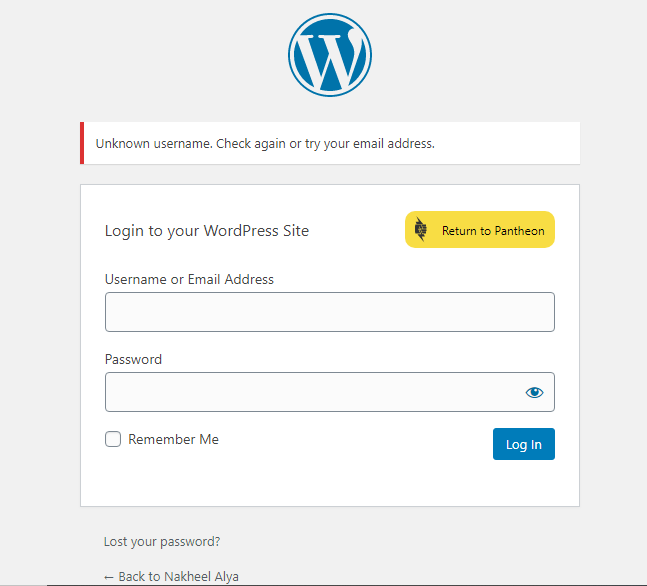 Unknown username. Check again or try your email address.
Login to your WordPress Site
Return to Pantheon
Username or Email Address
Password
Remember Me
Log In
Lost your password?
← Back to Nakheel Alya